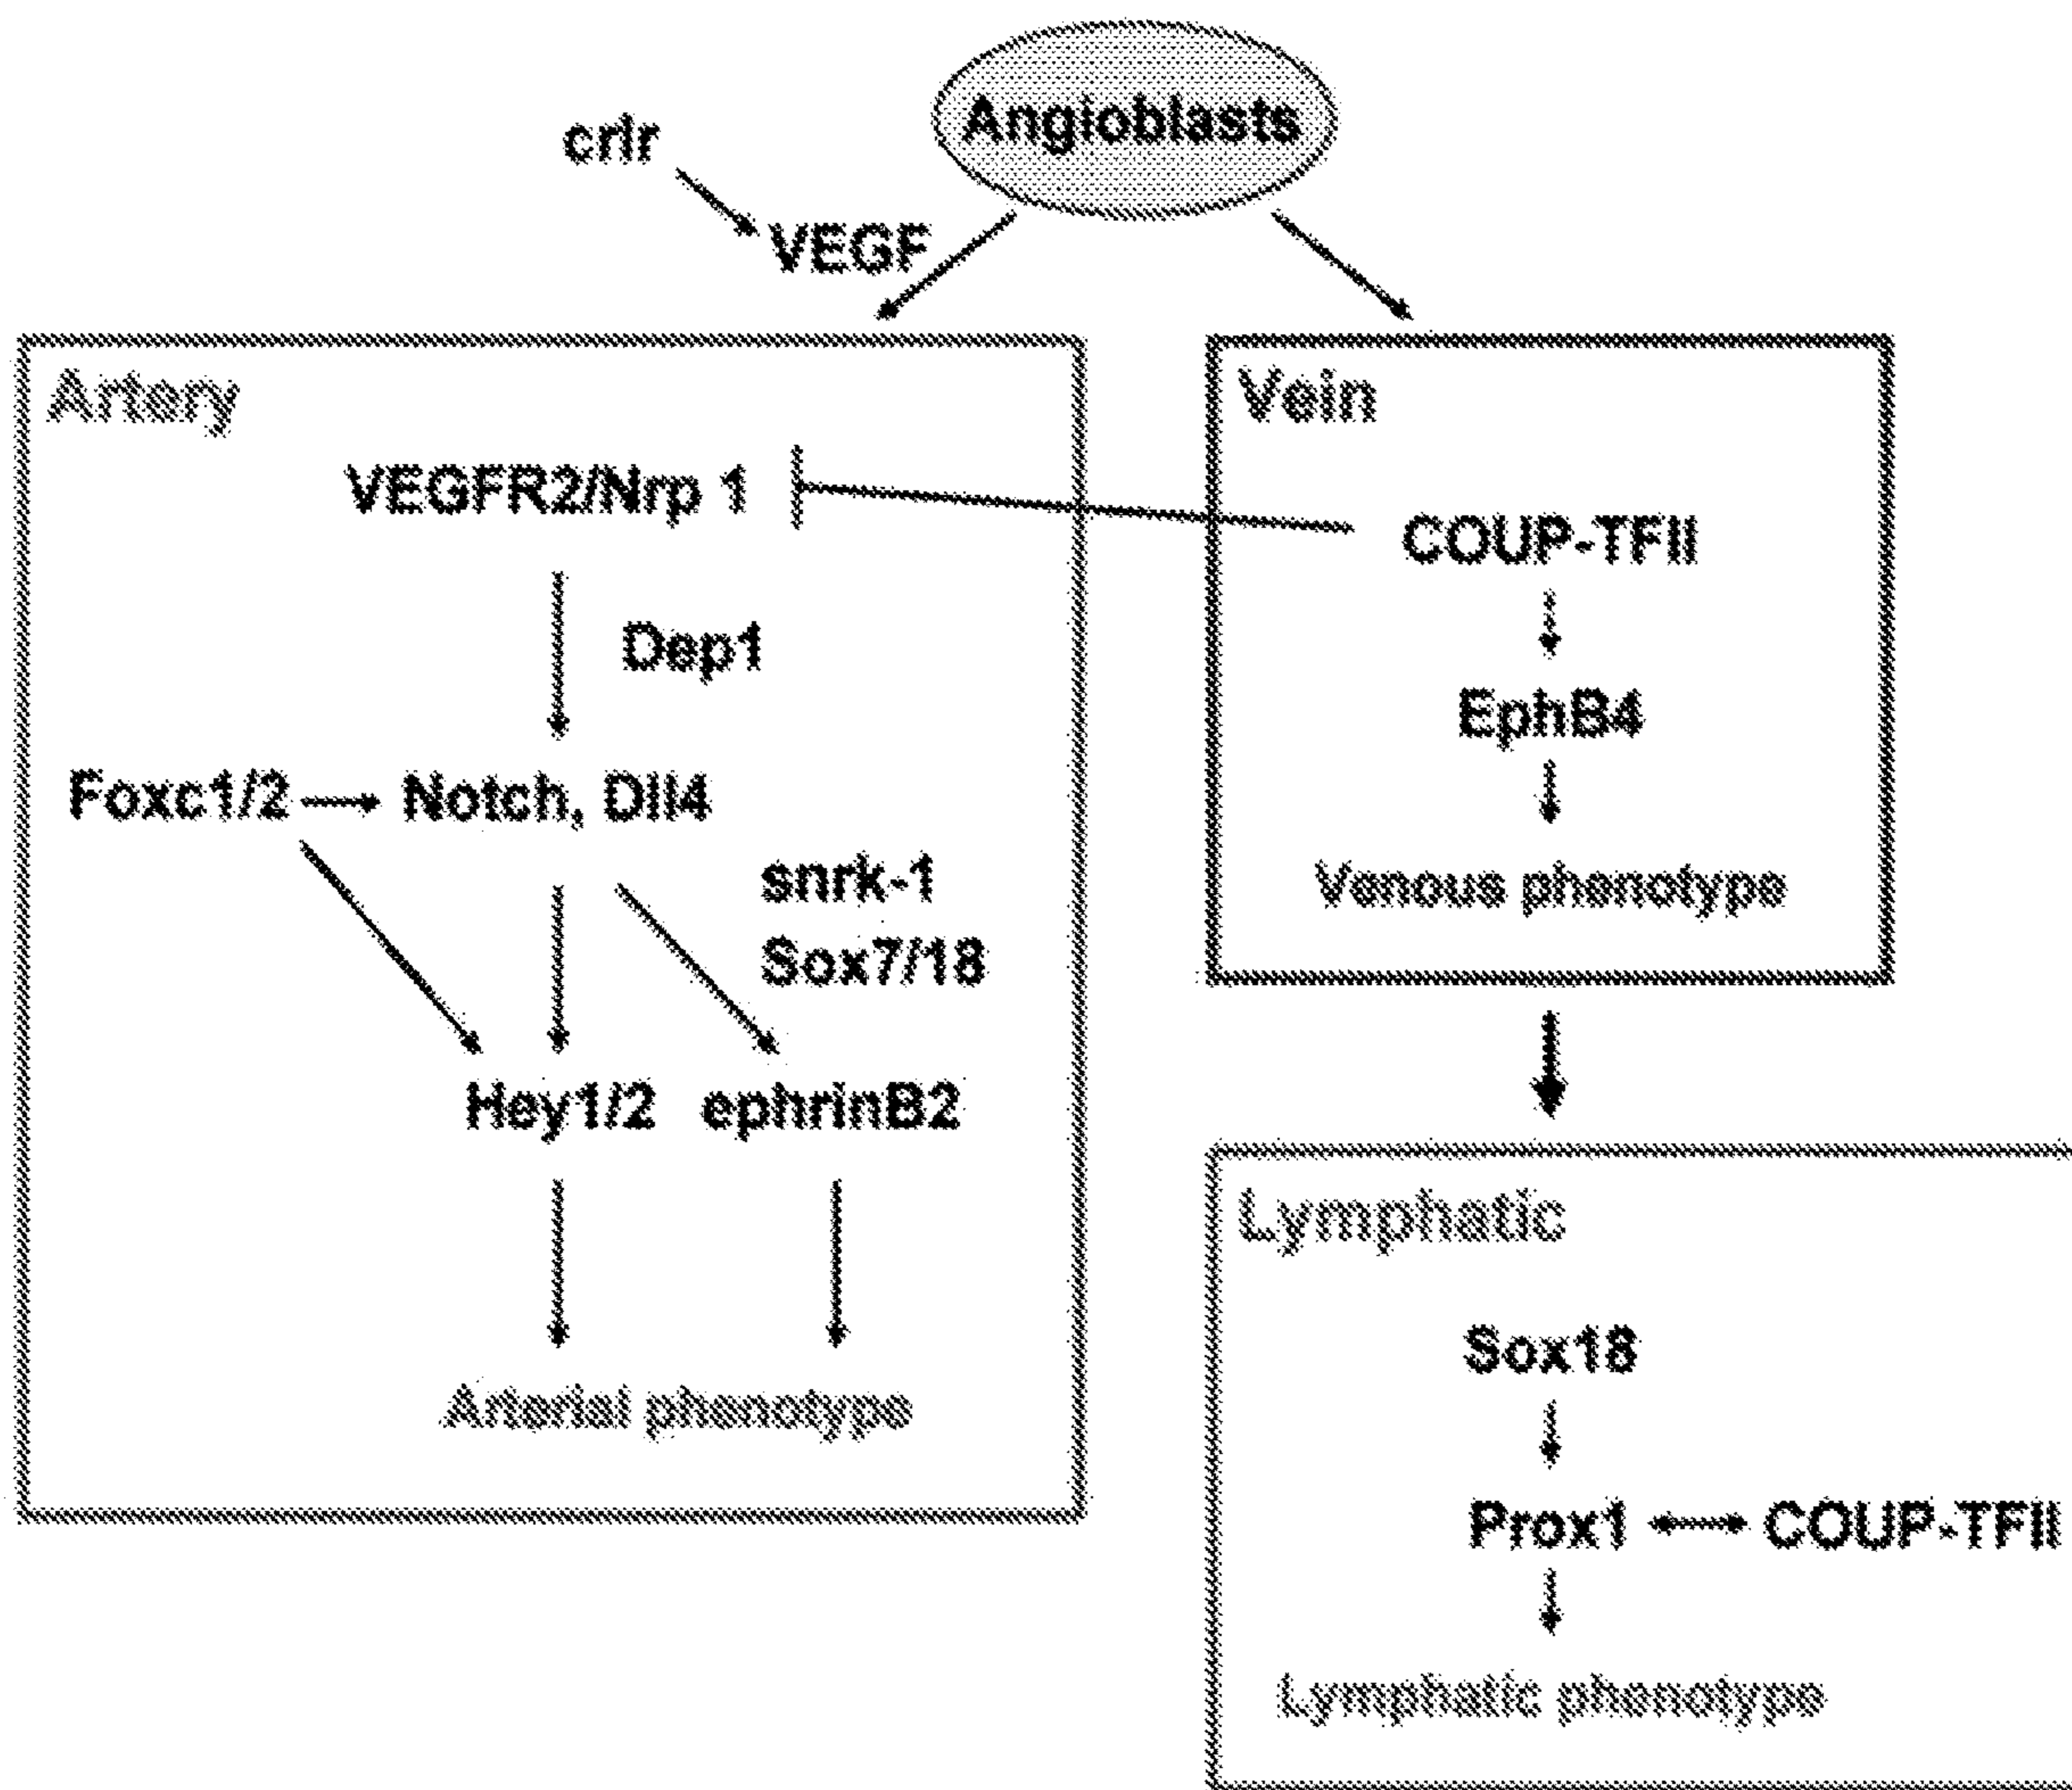 Angioblasts
crlr
VEGF
Artery
VEGFR2/Nrp 1
Dep1
Foxc1/2
Notch, Dll4
snrk-1
Sox7/18
Hey1/2 ephrinB2
Arterial phenotype
Vein
COUP-TFII
EphB4
Venous phenotype
Lymphatic
Sox18
Prox1
COUP-TFII
Lymphatic phenotype